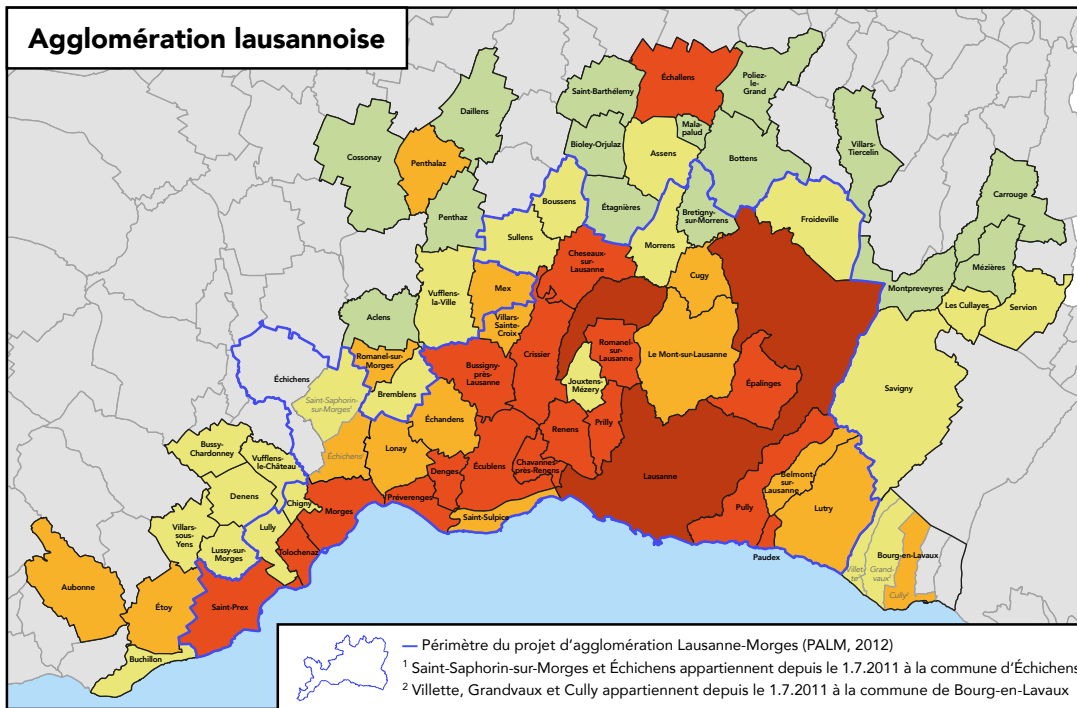 Agglomération lausannoise
Échallens
Poliez-
le-
Grand
Saint-Barthélemy
Daillens
Mala-
palud
Villars-
Tiercelin
Bioley-Orjulaz
Cossonay
Penthalaz
Assens
Bottens
Carrouge
Boussens
Étagnières
Bretigny-
sur-Morrens
Froideville
Penthaz
Sullens
Morrens
Cheseaux-
sur-
Lausanne
Cugy
Mézières
Mex
Montpreveyres
Vufflens-
la-Ville
Les Cullayes
Servion
Aclens
Villars-
Sainte-
Croix
Romanel-
sur-
Lausanne
Romanel-sur-
Morges
Crissier
Le Mont-sur-Lausanne
Bussigny-
près-
Lausanne
Échichens
Épalinges
Jouxtens-
Mézery
Bremblens
Savigny
Saint-Saphorin-
sur-Morges¹
Échandens
Prilly
Renens
Bussy-
Chardonney
Lonay
Vufflens-
le-Château
Échichens¹
Écublens
Chavannes-
près-Renens
Denges
Lausanne
Belmont-
sur-
Lausanne
Denens
Chigny
Préverenges
Morges
Pully
Lutry
Saint-Sulpice
Villars-
sous-
Yens
Lully
Lussy-sur-
Morges
Tolochenaz
Paudex
Bourg-en-Lavaux
Villet-
te²
Grand-
vaux²
Cully²
Aubonne
Étoy
Saint-Prex
Buchillon
Périmètre du projet d'agglomération Lausanne-Morges (PALM, 2012)
¹ Saint-Saphorin-sur-Morges et Échichens appartiennent depuis le 1.7.2011 à la commune d'Échichens
² Villette, Grandvaux et Cully appartiennent depuis le 1.7.2011 à la commune de Bourg-en-Lavaux